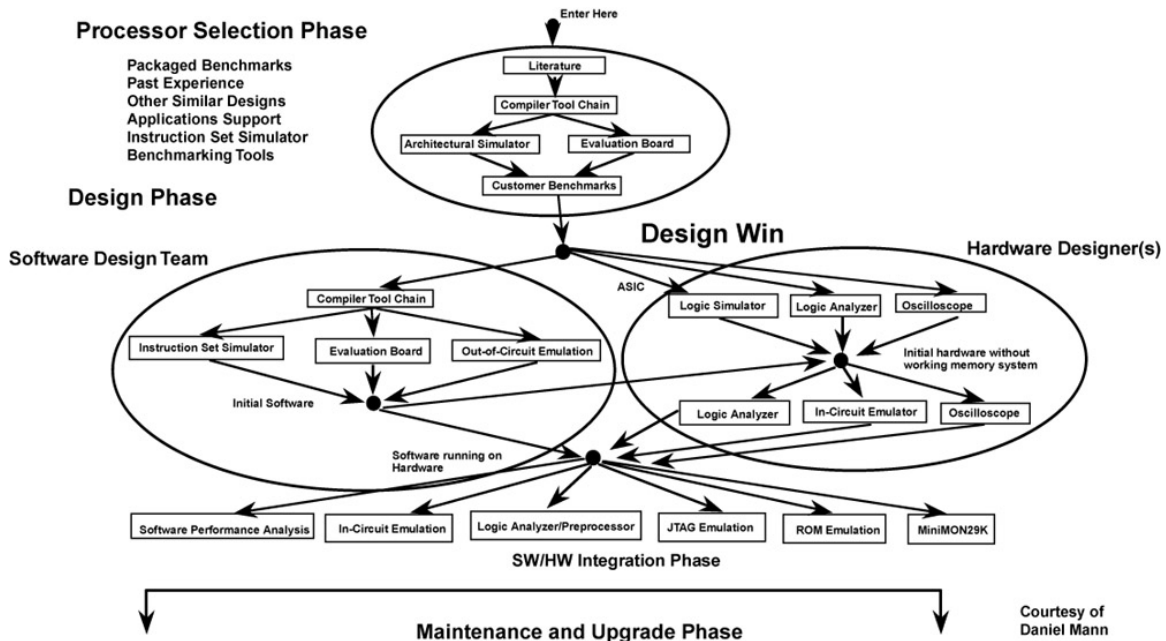 Enter Here
Processor Selection Phase
Packaged Benchmarks
Past Experience
Other Similar Designs
Applications Support
Instruction Set Simulator
Benchmarking Tools
Literature
Compiler Tool Chain
Architectural Simulator
Evaluation Board
Customer Benchmarks
Design Phase
Design Win
Software Design Team
Hardware Designer(s)
Compiler Tool Chain
Instruction Set Simulator
Evaluation Board
Out-of-Circuit Emulation
Initial Software
ASIC
Logic Simulator
Logic Analyzer
Oscilloscope
Initial hardware without
working memory system
Logic Analyzer
In-Circuit Emulator
Oscilloscope
Software running on
Hardware
Software Performance Analysis
In-Circuit Emulation
Logic Analyzer/Preprocessor
JTAG Emulation
ROM Emulation
MiniMON29K
SW/HW Integration Phase
Maintenance and Upgrade Phase
Courtesy of
Daniel Mann